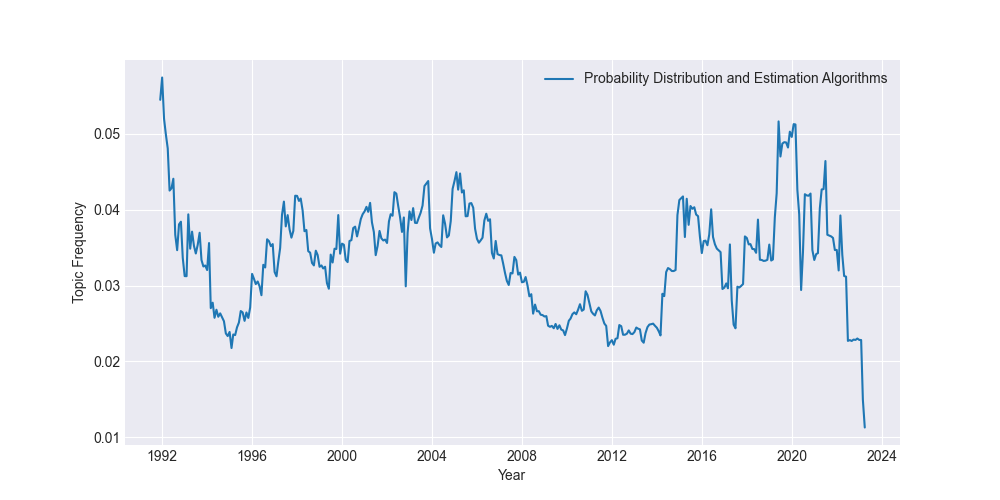 Probability Distribution and Estimation Algorithms
Topic Frequency
0.05
0.04
0.03
0.02
0.01
1992 1996 2000 2004 2008 2012 2016 2020 2024
Year